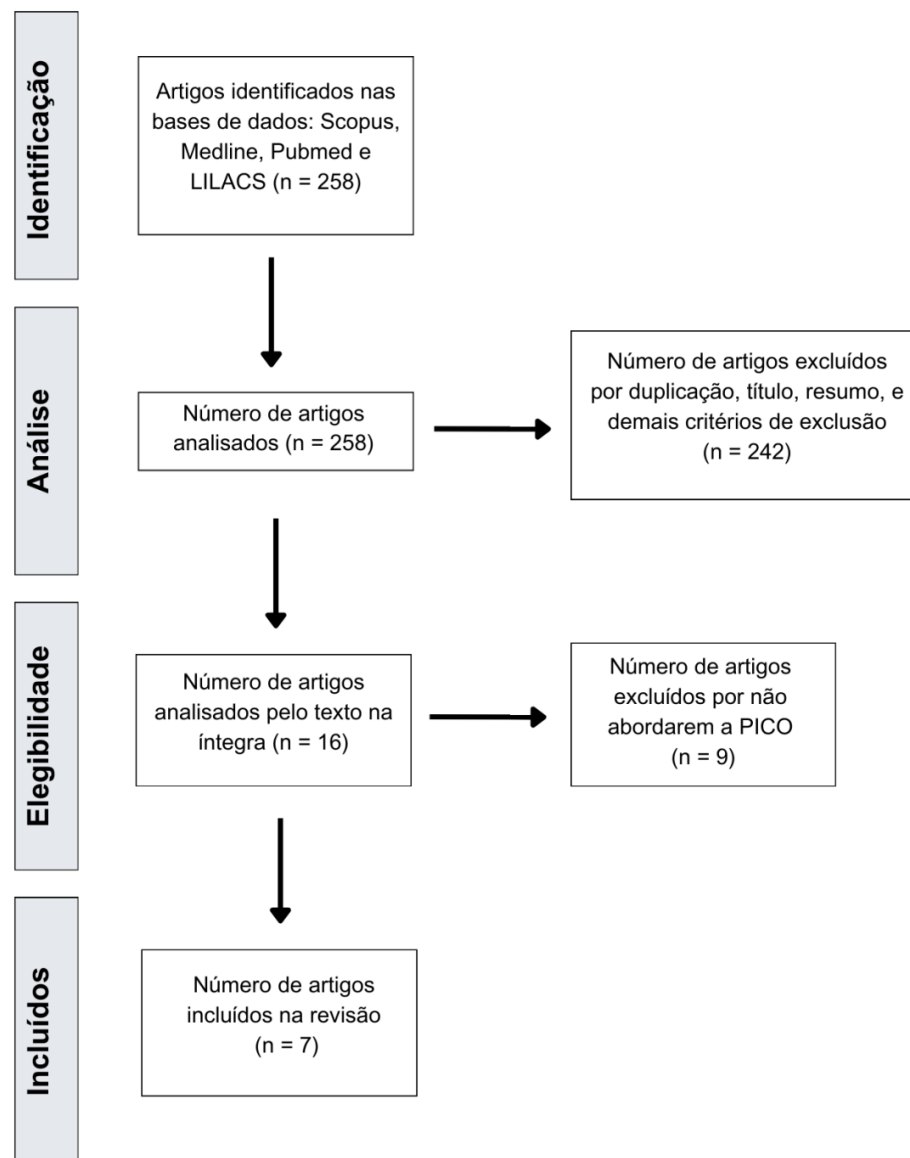 Identificação
Artigos identificados nas
bases de dados: Scopus,
Medline, Pubmed e
LILACS (n = 258)
Análise
Número de artigos
analisados (n = 258)
Número de artigos excluídos
por duplicação, título, resumo, e
demais critérios de exclusão
(n = 242)
Elegibilidade
Número de artigos
analisados pelo texto na
íntegra (n = 16)
Número de artigos
excluídos por não
abordarem a PICO
(n = 9)
Incluídos
Número de artigos
incluídos na revisão
(n = 7)